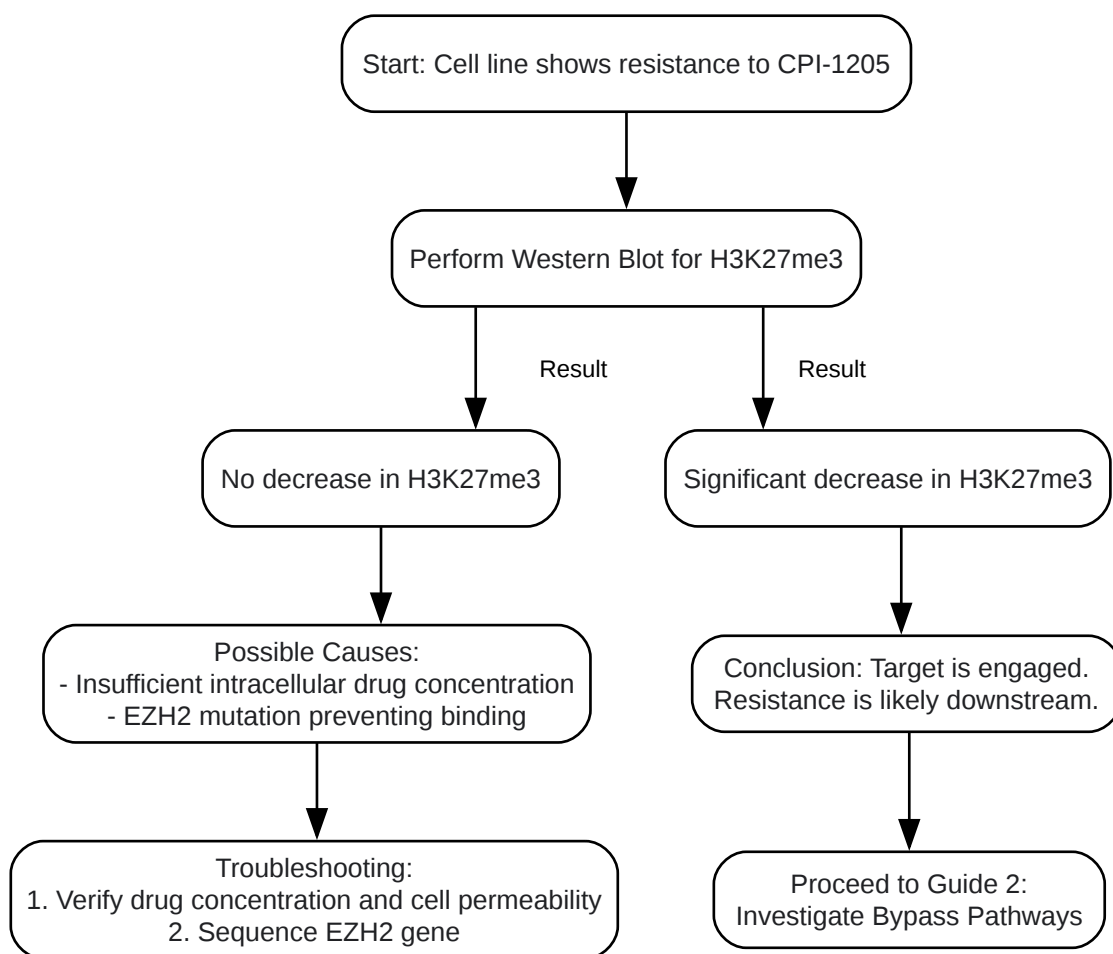 Start: Cell line shows resistance to CPI-1205
Perform Western Blot for H3K27me3
Result
Result
No decrease in H3K27me3
Significant decrease in H3K27me3
Possible Causes:
- Insufficient intracellular drug concentration
- EZH2 mutation preventing binding
Conclusion: Target is engaged.
Resistance is likely downstream.
Troubleshooting:
1. Verify drug concentration and cell permeability
2. Sequence EZH2 gene
Proceed to Guide 2:
Investigate Bypass Pathways